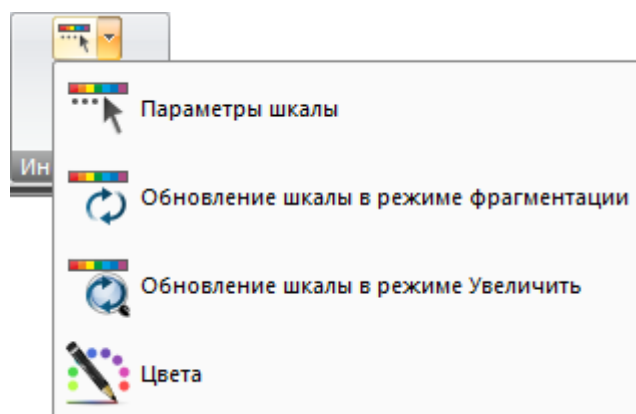 Ин
Параметры шкалы
Обновление шкалы в режиме фрагментации
Обновление шкалы в режиме Увеличить
Цвета